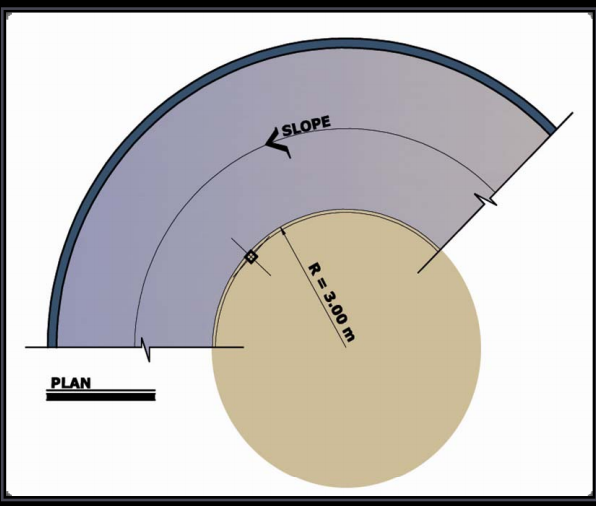 SLOPE
R = 3.00 m
PLAN